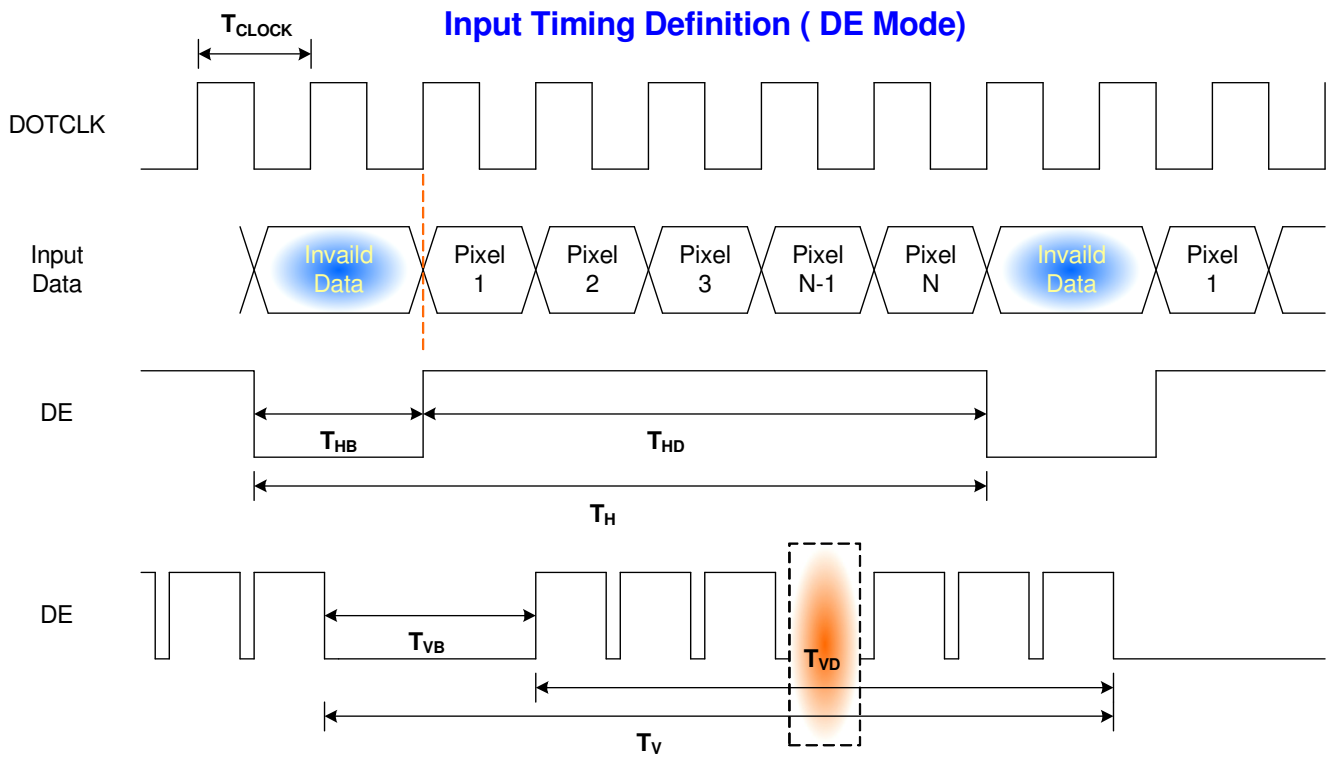 Input Timing Definition ( DE Mode)
TCLOCK
DOTCLK
Input
Data
Invaild
Data
Pixel
1
Pixel
2
Pixel
3
Pixel
N-1
Pixel
N
Invaild
Data
Pixel
1
DE
THB
THD
TH
DE
TVB
TVD
TV